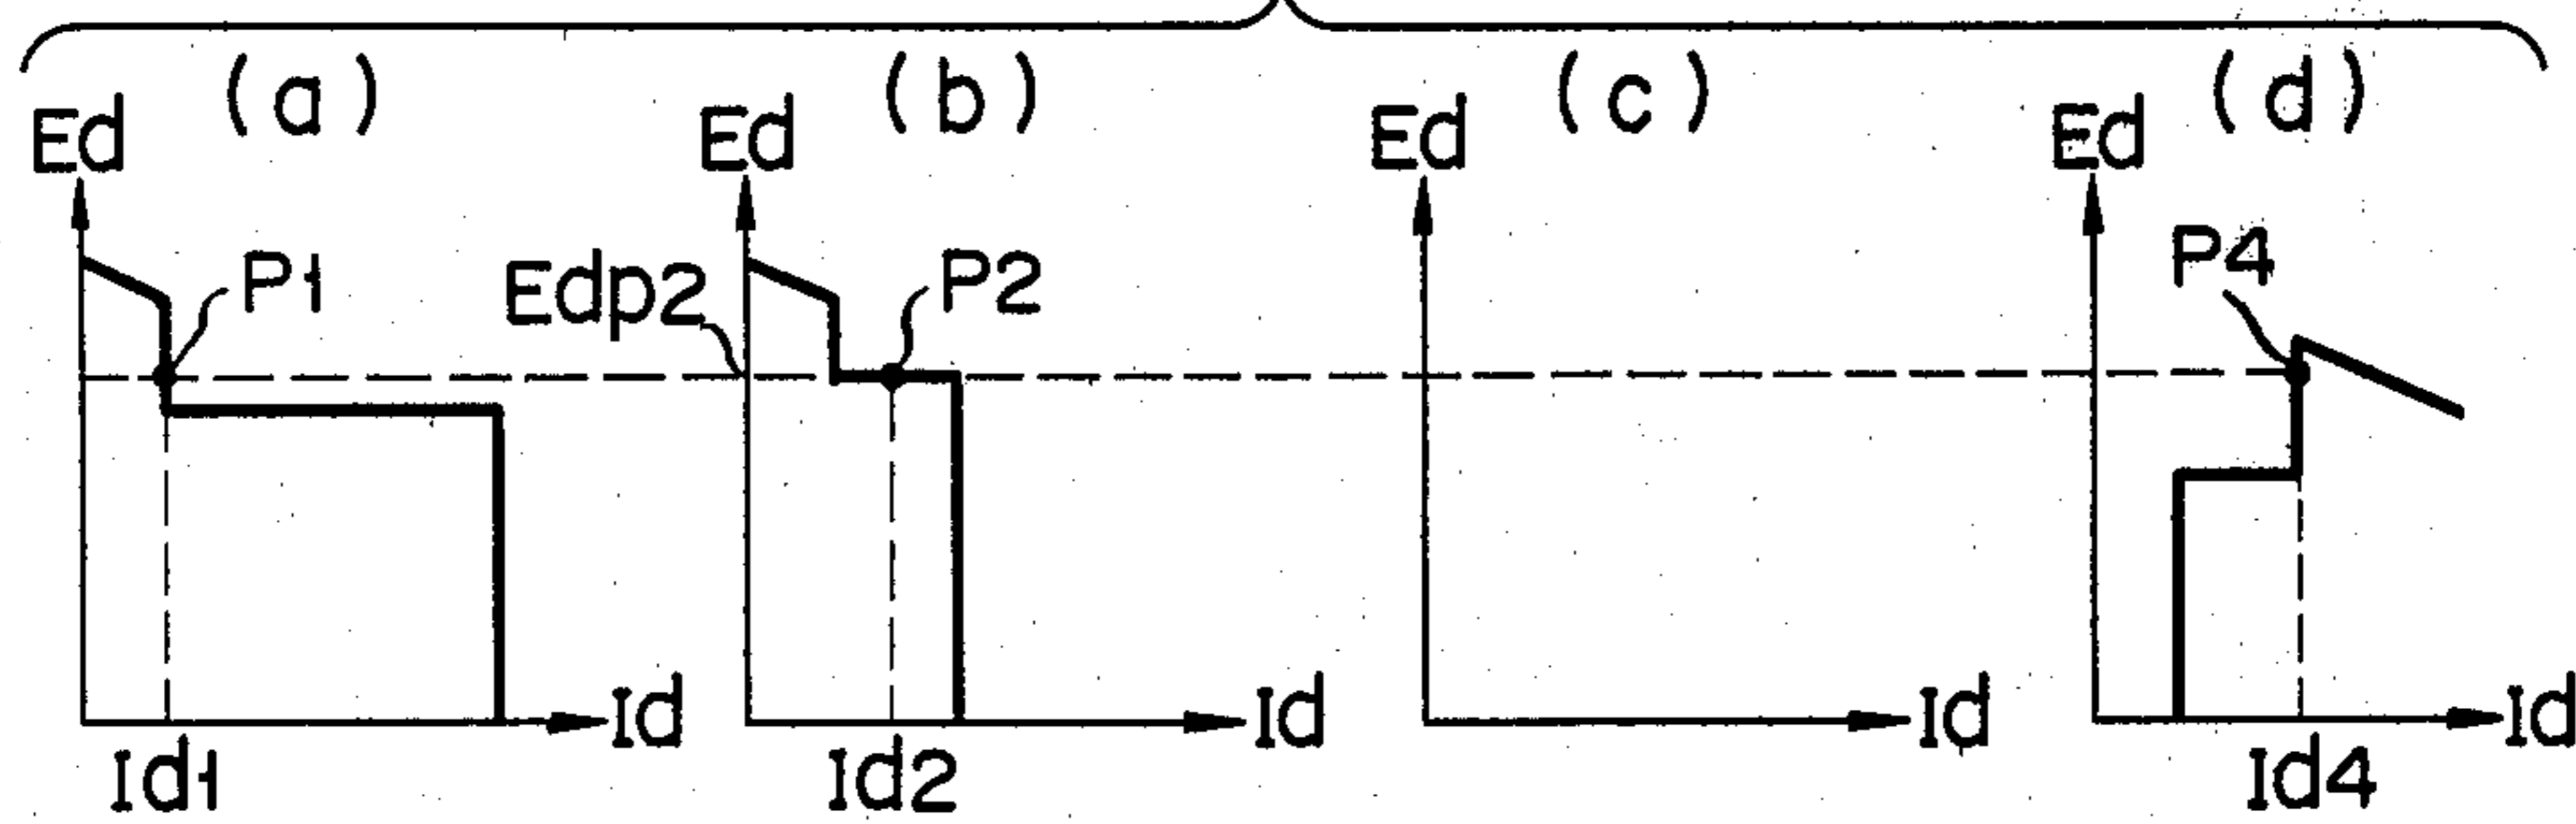 (a) (b) (c) (d)
Ed Ed Ed Ed
P1 Edp2 P2 P4
Id Id Id Id
Id1 Id2 Id4